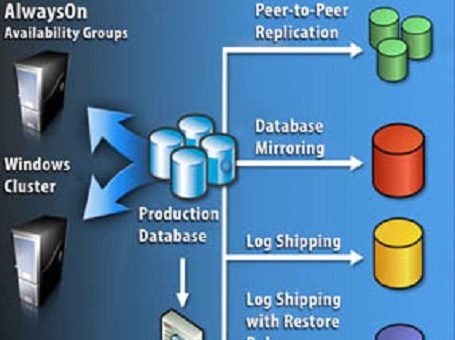 AlwaysOn
Availability Groups
Peer-to-Peer
Replication
Database
Mirroring
Windows
Cluster
Production
Database
Log Shipping
Log Shipping
with Restore